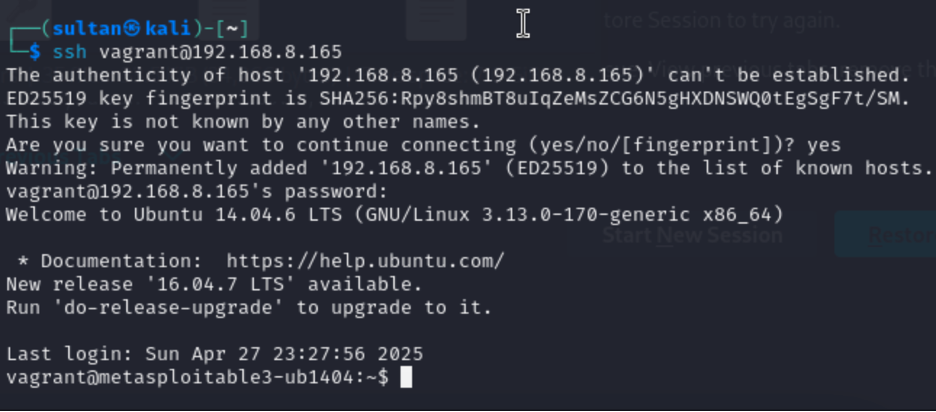 tore Session to try again.
┌──(sultan㉿kali)-[~]
└─$ ssh vagrant@192.168.8.165
The authenticity of host '192.168.8.165 (192.168.8.165)' can't be established.
ED25519 key fingerprint is SHA256:Rpy8shmBT8uIqZeMsZCG6N5gHXDNSWQ0tEgSgF7t/SM.
This key is not known by any other names.
Are you sure you want to continue connecting (yes/no/[fingerprint])? yes
Warning: Permanently added '192.168.8.165' (ED25519) to the list of known hosts.
vagrant@192.168.8.165's password:
Welcome to Ubuntu 14.04.6 LTS (GNU/Linux 3.13.0-170-generic x86_64)
Start New Session
Restor
 * Documentation:  https://help.ubuntu.com/
New release '16.04.7 LTS' available.
Run 'do-release-upgrade' to upgrade to it.
Last login: Sun Apr 27 23:27:56 2025
vagrant@metasploitable3-ub1404:~$